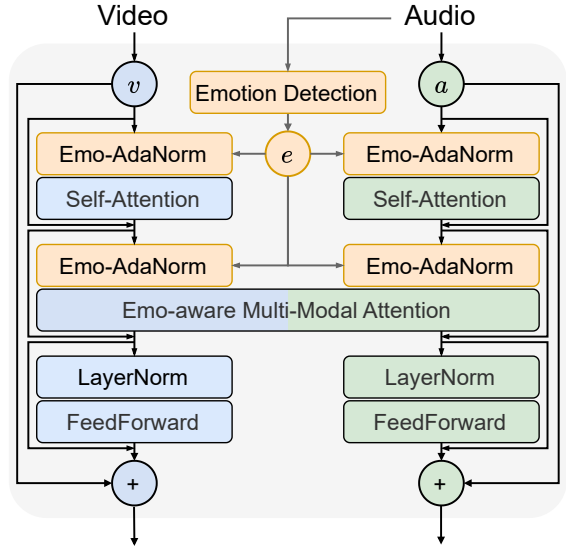 Video Audio
v Emotion Detection a
Emo-AdaNorm e Emo-AdaNorm
Self-Attention Self-Attention
Emo-AdaNorm Emo-AdaNorm
Emo-aware Multi-Modal Attention
LayerNorm LayerNorm
FeedForward FeedForward
+ +